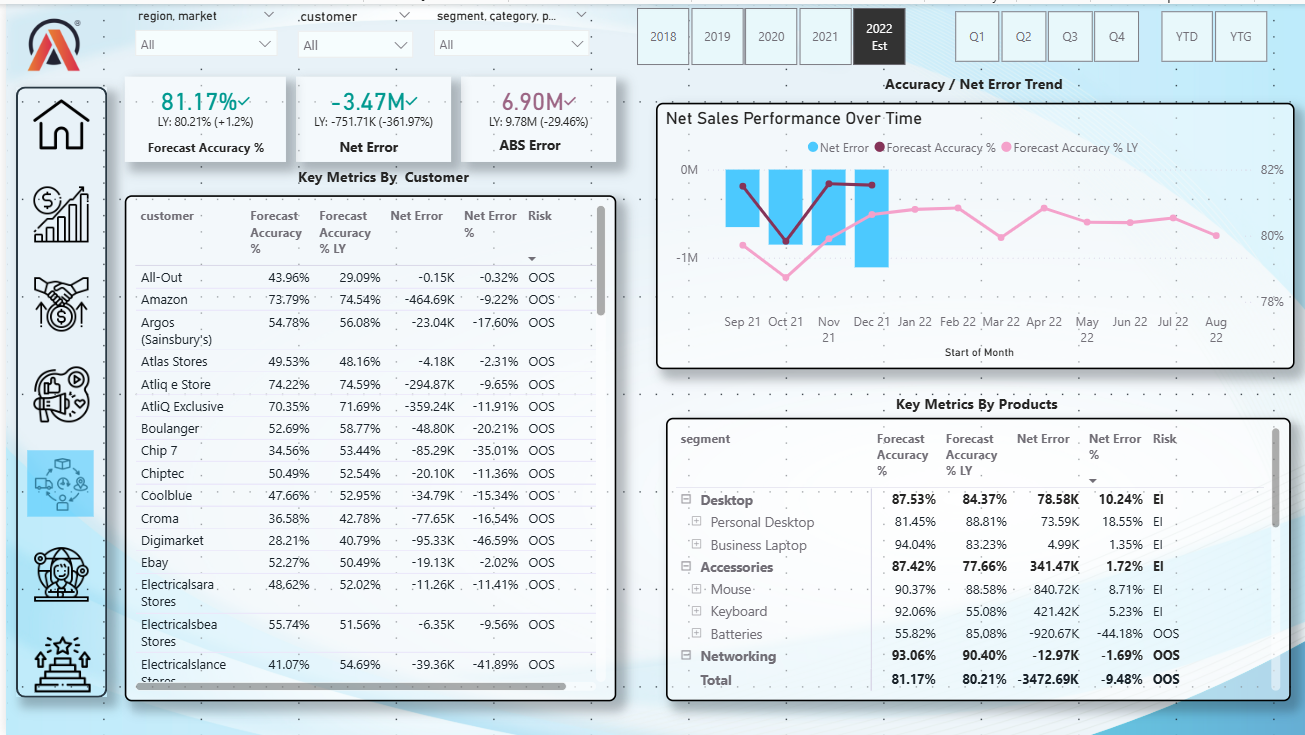 region, market
customer
segment, category, p...
All
All
All
2018
2019
2020
2021
2022
Est
Q1
Q2
Q3
Q4
YTD
YTG
81.17%
LY: 80.21% (+1.2%)
Forecast Accuracy %
-3.47M
LY: -751.71K (-361.97%)
Net Error
6.90M
LY: 9.78M (-29.46%)
ABS Error
Accuracy / Net Error Trend
Net Sales Performance Over Time
Net Error Forecast Accuracy % Forecast Accuracy % LY
0M
-1M
82%
80%
78%
Sep 21 Oct 21 Nov 21 Dec 21 Jan 22 Feb 22 Mar 22 Apr 22 May 22 Jun 22 Jul 22 Aug 22
Start of Month
Key Metrics By Customer
customer Forecast Accuracy % Forecast Accuracy % LY Net Error Net Error % Risk
All-Out 43.96% 29.09% -0.15K -0.32% OOS
Amazon 73.79% 74.54% -464.69K -9.22% OOS
Argos (Sainsbury's) 54.78% 56.08% -23.04K -17.60% OOS
Atlas Stores 49.53% 48.16% -4.18K -2.31% OOS
Atliq e Store 74.22% 74.59% -294.87K -9.65% OOS
AtliQ Exclusive 70.35% 71.69% -359.24K -11.91% OOS
Boulanger 52.69% 58.77% -48.80K -20.21% OOS
Chip 7 34.56% 53.44% -85.29K -35.01% OOS
Chiptec 50.49% 52.54% -20.10K -11.36% OOS
Coolblue 47.66% 52.95% -34.79K -15.34% OOS
Croma 36.58% 42.78% -77.65K -16.54% OOS
Digimarket 28.21% 40.79% -95.33K -46.59% OOS
Ebay 52.27% 50.49% -19.13K -2.02% OOS
Electricalsara Stores 48.62% 52.02% -11.26K -11.41% OOS
Electricalsbea Stores 55.74% 51.56% -6.35K -9.56% OOS
Electricalslance Stores 41.07% 54.69% -39.36K -41.89% OOS
Key Metrics By Products
segment Forecast Accuracy % Forecast Accuracy % LY Net Error Net Error % Risk
Desktop 87.53% 84.37% 78.58K 10.24% EI
Personal Desktop 81.45% 88.81% 73.59K 18.55% EI
Business Laptop 94.04% 83.23% 4.99K 1.35% EI
Accessories 87.42% 77.66% 341.47K 1.72% EI
Mouse 90.37% 88.58% 840.72K 8.71% EI
Keyboard 92.06% 55.08% 421.42K 5.23% EI
Batteries 55.82% 85.08% -920.67K -44.18% OOS
Networking 93.06% 90.40% -12.97K -1.69% OOS
Total 81.17% 80.21% -3472.69K -9.48% OOS